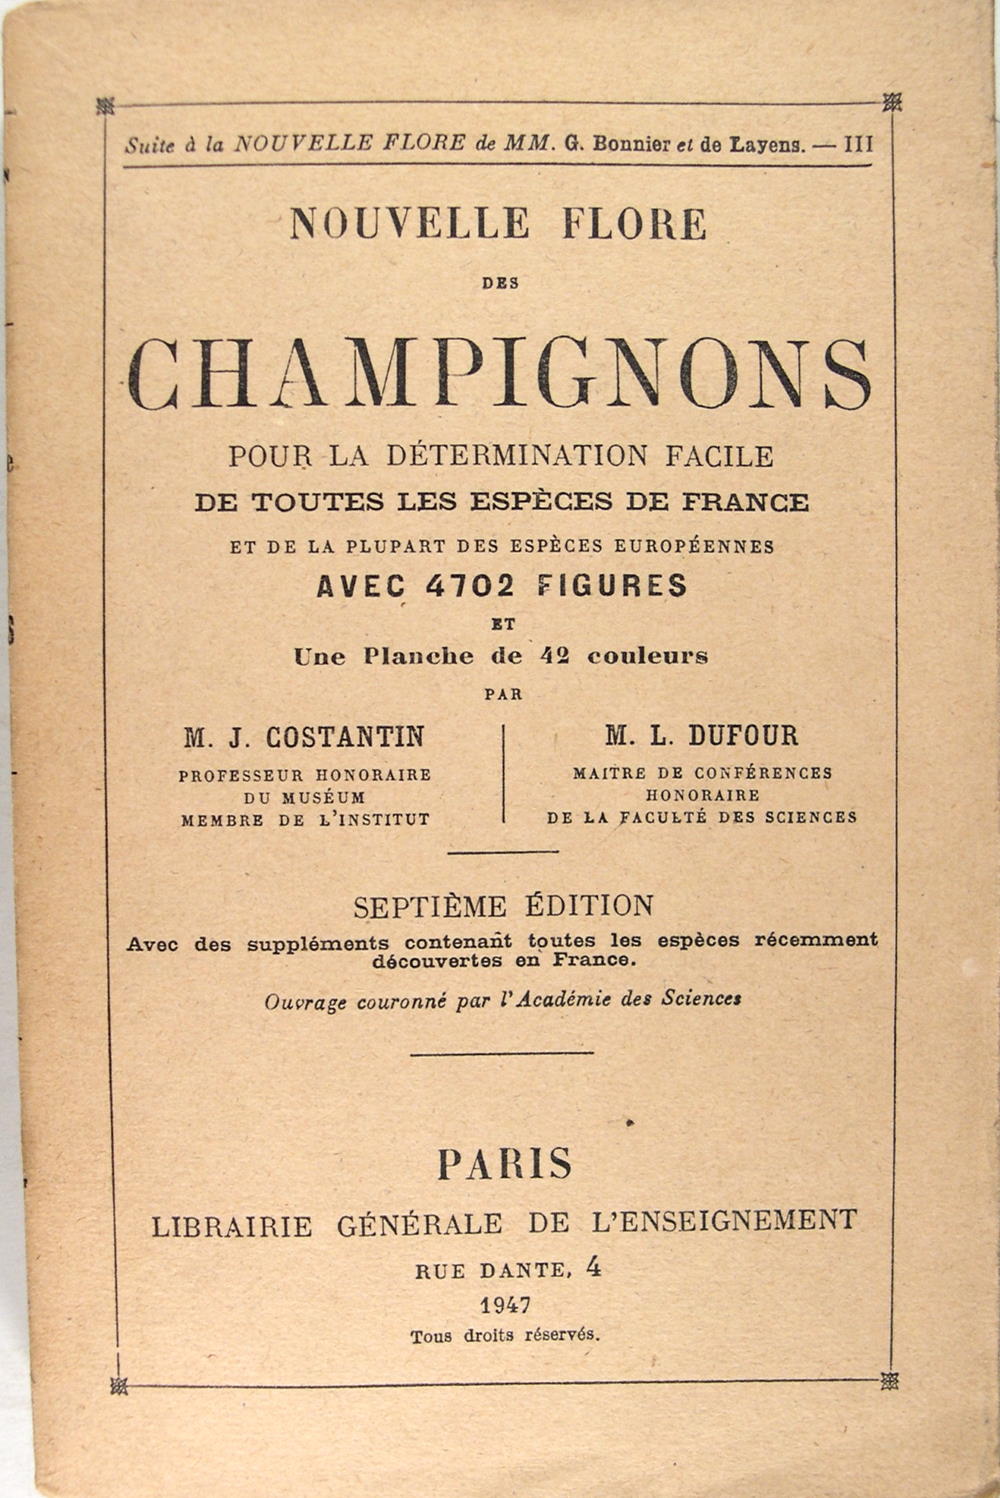 Suite à la NOUVELLE FLORE de MM. G. Bonnier et de Layens. — III
NOUVELLE FLORE
DES
CHAMPIGNONS
POUR LA DÉTERMINATION FACILE
DE TOUTES LES ESPÈCES DE FRANCE
ET DE LA PLUPART DES ESPÈCES EUROPÉENNES
AVEC 4702 FIGURES
ET
Une Planche de 42 couleurs
PAR
M. J. COSTANTIN
PROFESSEUR HONORAIRE
DU MUSÉUM
MEMBRE DE L'INSTITUT
M. L. DUFOUR
MAITRE DE CONFÉRENCES
HONORAIRE
DE LA FACULTÉ DES SCIENCES
SEPTIÈME ÉDITION
Avec des suppléments contenant toutes les espèces récemment
découvertes en France.
Ouvrage couronné par l'Académie des Sciences
PARIS
LIBRAIRIE GÉNÉRALE DE L'ENSEIGNEMENT
RUE DANTE, 4
1947
Tous droits réservés.